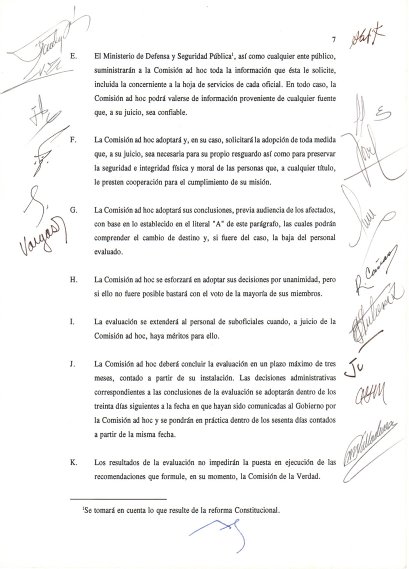 7
E. El Ministerio de Defensa y Seguridad Pública¹, así como cualquier ente público,
suministrarán a la Comisión ad hoc toda la información que ésta le solicite,
incluida la concerniente a la hoja de servicios de cada oficial. En todo caso, la
Comisión ad hoc podrá valerse de información proveniente de cualquier fuente
que, a su juicio, sea confiable.
F. La Comisión ad hoc adoptará y, en su caso, solicitará la adopción de toda medida
que, a su juicio, sea necesaria para su propio resguardo así como para preservar
la seguridad e integridad física y moral de las personas que, a cualquier título,
le presten cooperación para el cumplimiento de su misión.
G. La Comisión ad hoc adoptará sus conclusiones, previa audiencia de los afectados,
con base en lo establecido en el literal "A" de este parágrafo, las cuales podrán
comprender el cambio de destino y, si fuere del caso, la baja del personal
evaluado.
Vargas
H. La Comisión ad hoc se esforzará en adoptar sus decisiones por unanimidad, pero
si ello no fuere posible bastará con el voto de la mayoría de sus miembros.
I. La evaluación se extenderá al personal de suboficiales cuando, a juicio de la
Comisión ad hoc, haya méritos para ello.
J. La Comisión ad hoc deberá concluir la evaluación en un plazo máximo de tres
meses, contado a partir de su instalación. Las decisiones administrativas
correspondientes a las conclusiones de la evaluación se adoptarán dentro de los
treinta días siguientes a la fecha en que hayan sido comunicadas al Gobierno por
la Comisión ad hoc y se pondrán en práctica dentro de los sesenta días contados
a partir de la misma fecha.
K. Los resultados de la evaluación no impedirán la puesta en ejecución de las
recomendaciones que formule, en su momento, la Comisión de la Verdad.
¹Se tomará en cuenta lo que resulte de la reforma Constitucional.